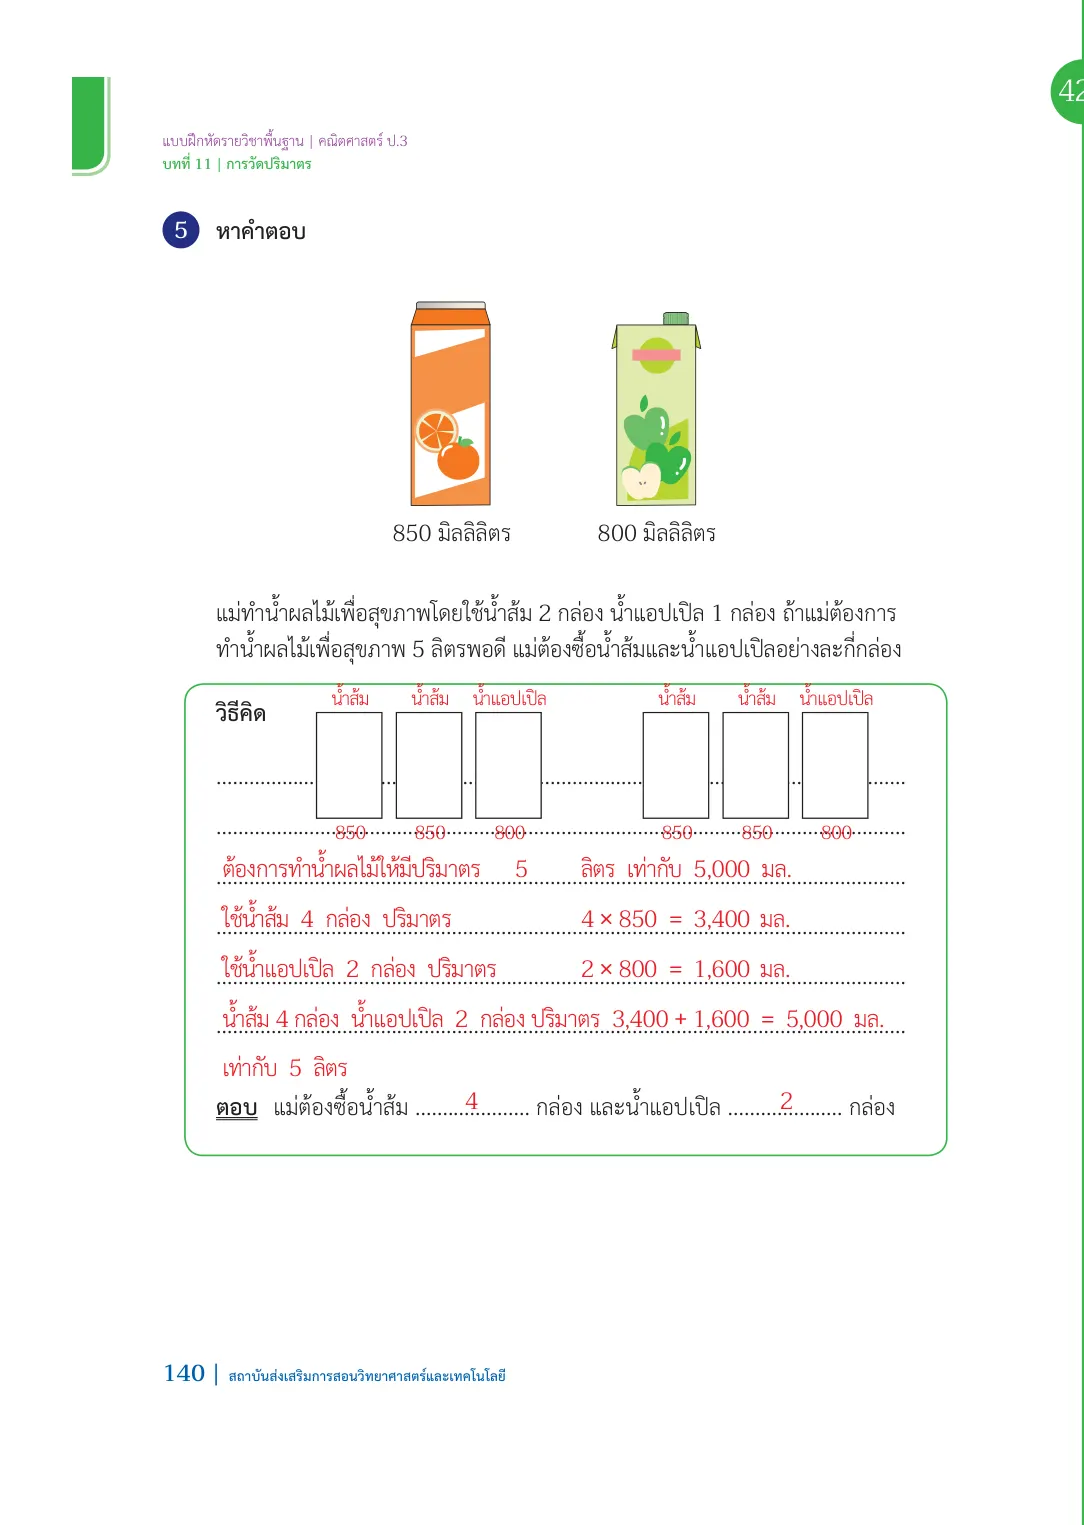 42
แบบฝึกหัดรายวิชาพื้นฐาน | คณิตศาสตร์ ป.3
บทที่ 11 | การวัดปริมาตร
5 หาคำตอบ
850 มิลลิลิตร 800 มิลลิลิตร
แม่ทำน้ำผลไม้เพื่อสุขภาพโดยใช้น้ำส้ม 2 กล่อง น้ำแอปเปิล 1 กล่อง ถ้าแม่ต้องการ
ทำน้ำผลไม้เพื่อสุขภาพ 5 ลิตรพอดี แม่ต้องซื้อน้ำส้มและน้ำแอปเปิลอย่างละกี่กล่อง
น้ำส้ม น้ำส้ม น้ำแอปเปิล น้ำส้ม น้ำส้ม น้ำแอปเปิล
วิธีคิด
850 850 800 850 850 800
ต้องการทำน้ำผลไม้ให้มีปริมาตร 5 ลิตร เท่ากับ 5,000 มล.
ใช้น้ำส้ม 4 กล่อง ปริมาตร 4 × 850 = 3,400 มล.
ใช้น้ำแอปเปิล 2 กล่อง ปริมาตร 2 × 800 = 1,600 มล.
น้ำส้ม 4 กล่อง น้ำแอปเปิล 2 กล่อง ปริมาตร 3,400 + 1,600 = 5,000 มล.
เท่ากับ 5 ลิตร
ตอบ แม่ต้องซื้อน้ำส้ม 4 กล่อง และน้ำแอปเปิล 2 กล่อง
140 | สถาบันส่งเสริมการสอนวิทยาศาสตร์และเทคโนโลยี